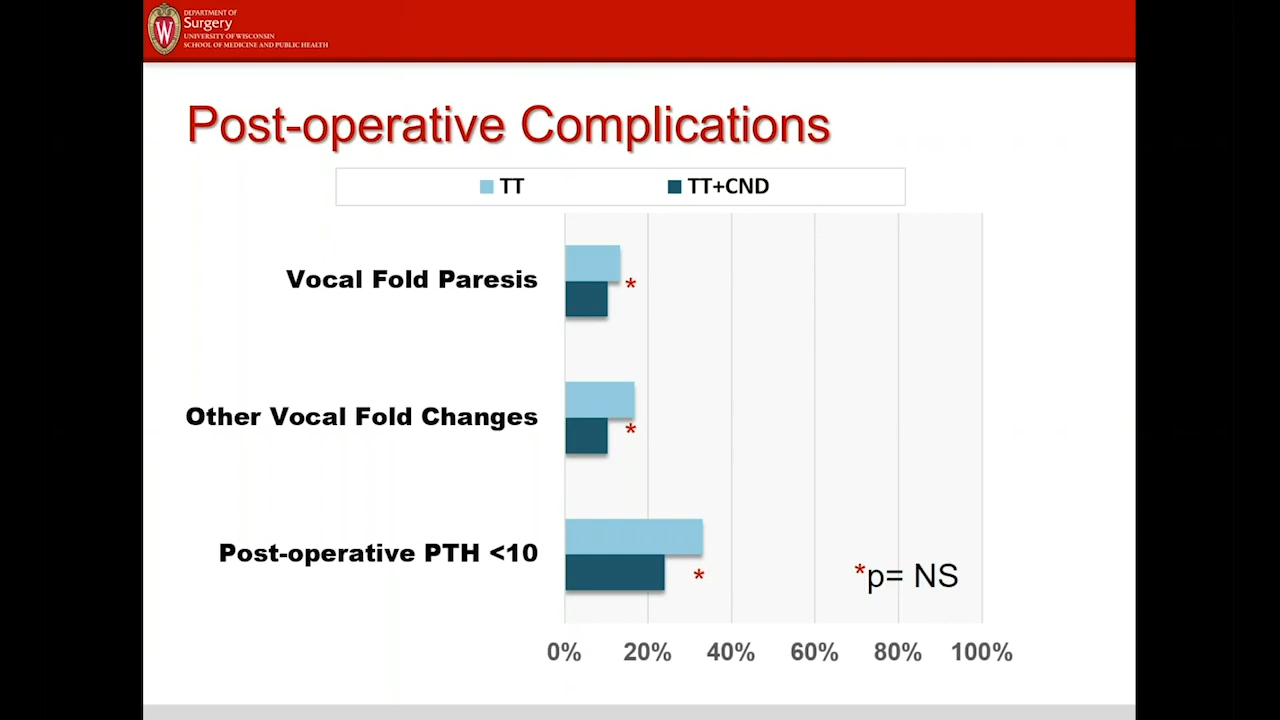 DEPARTMENT OF
Surgery
UNIVERSITY OF WISCONSIN
SCHOOL OF MEDICINE AND PUBLIC HEALTH
W
Post-operative Complications
TT TT+CND
Vocal Fold Paresis *
Other Vocal Fold Changes *
Post-operative PTH <10 *
*p= NS
0% 20% 40% 60% 80% 100%